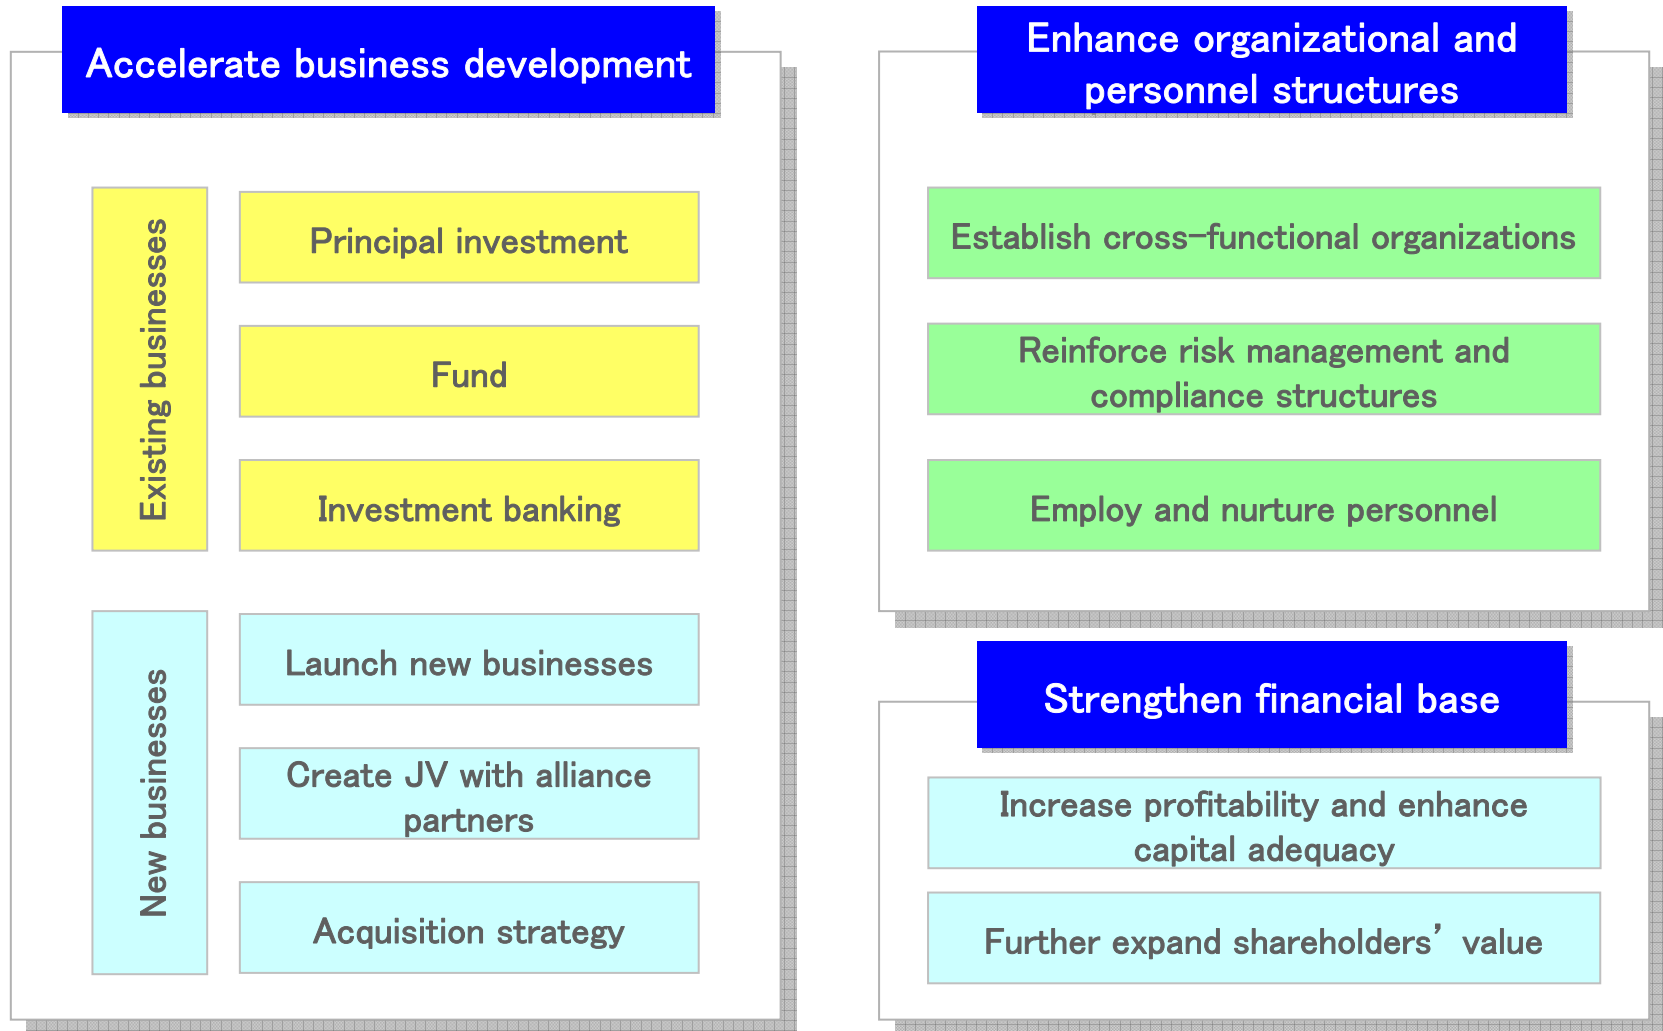 Accelerate business development
Existing businesses
Principal investment
Fund
Investment banking
New businesses
Launch new businesses
Create JV with alliance
partners
Acquisition strategy
Enhance organizational and
personnel structures
Establish cross-functional organizations
Reinforce risk management and
compliance structures
Employ and nurture personnel
Strengthen financial base
Increase profitability and enhance
capital adequacy
Further expand shareholders’ value